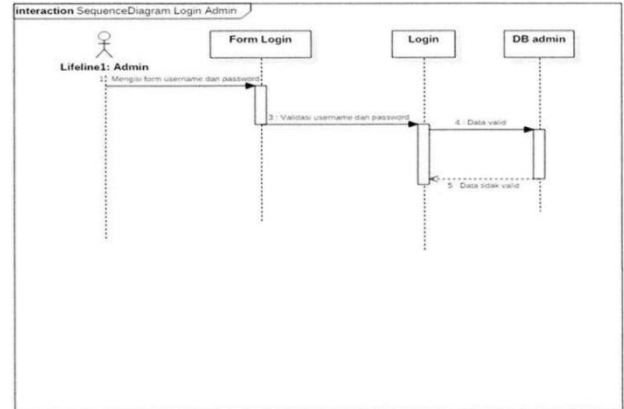 interaction SequenceDiagram Login Admin
Form Login
Login
DB admin
Lifeline1: Admin
1: Mengisi form username dan password
3 : Validasi username dan password
4 : Data valid
5 : Data tidak valid